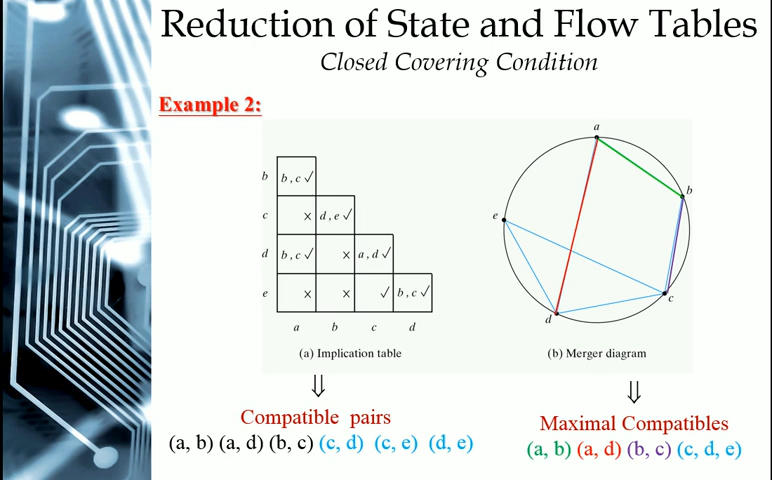 Reduction of State and Flow Tables
Closed Covering Condition
Example 2:
b b , c ✓
c × d , e ✓
d b , c ✓ × a , d ✓
e × × ✓ b , c ✓
a b c d
(a) Implication table
a
b
e
c
d
(b) Merger diagram
⇓ ⇓
Compatible pairs
(a, b) (a, d) (b, c) (c, d) (c, e) (d, e)
Maximal Compatibles
(a, b) (a, d) (b, c) (c, d, e)